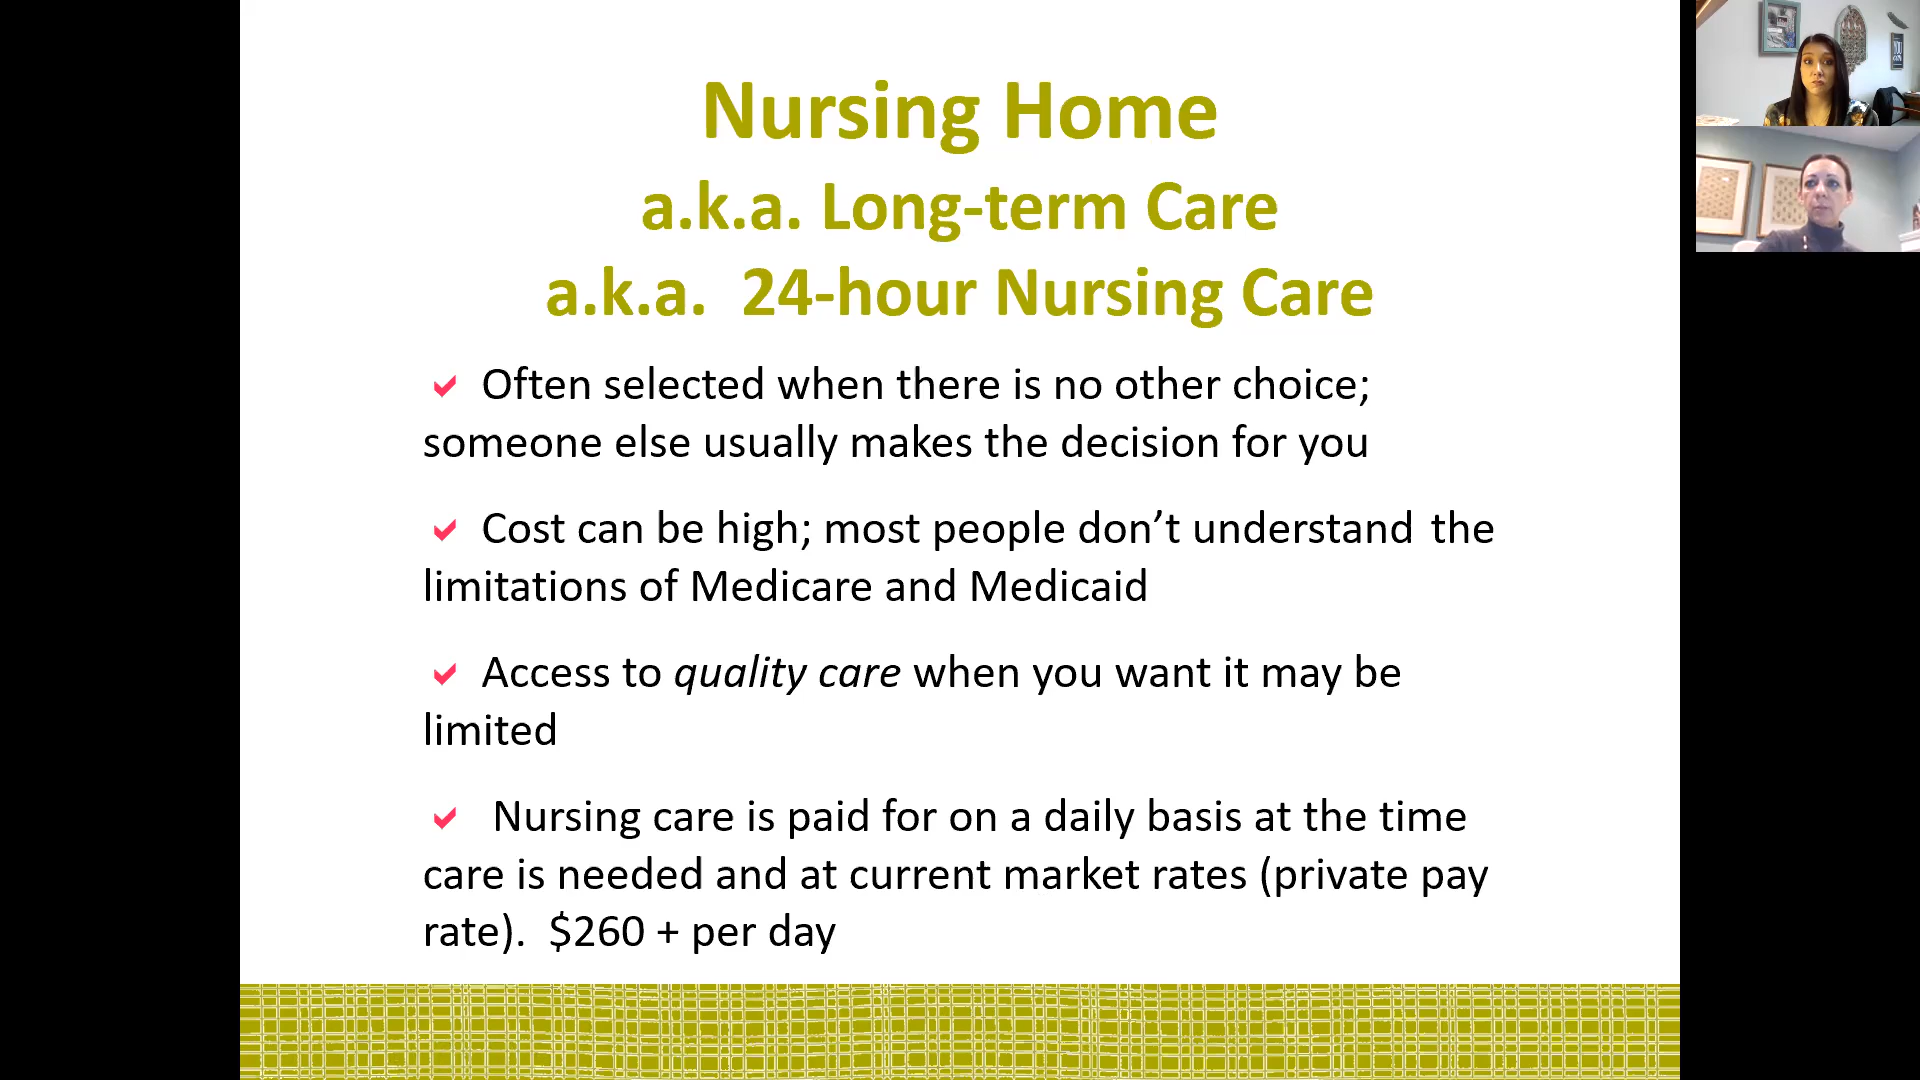 Nursing Home
a.k.a. Long-term Care
a.k.a. 24-hour Nursing Care
Often selected when there is no other choice;
someone else usually makes the decision for you
Cost can be high; most people don’t understand the
limitations of Medicare and Medicaid
Access to quality care when you want it may be
limited
Nursing care is paid for on a daily basis at the time
care is needed and at current market rates (private pay
rate). $260 + per day